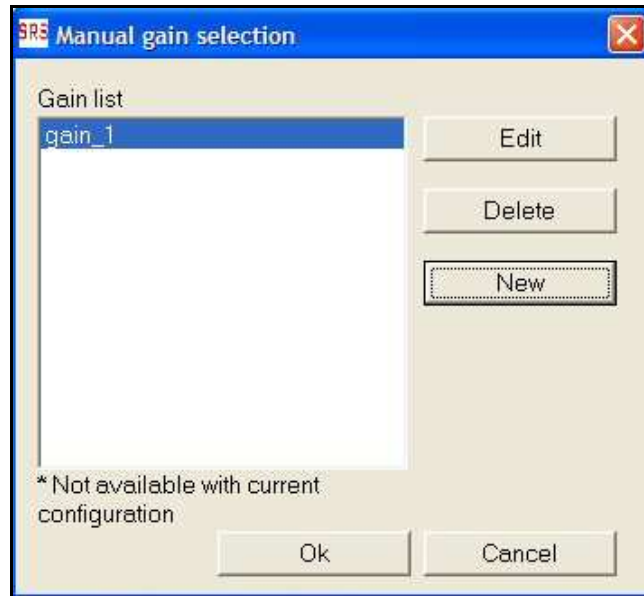 SRS Manual gain selection
Gain list
gain_1
Edit
Delete
New
* Not available with current
configuration
Ok
Cancel